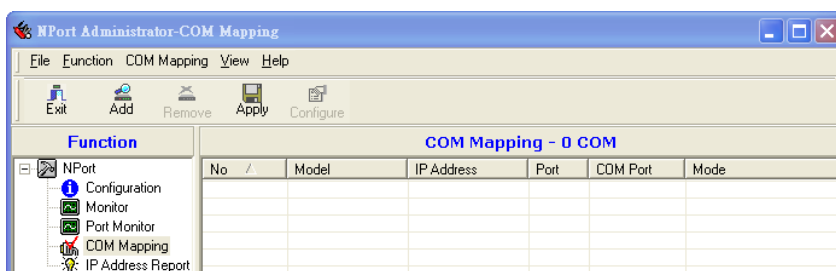 NPort Administrator-COM Mapping
File Function COM Mapping View Help
Exit Add Remove Apply Configure
Function
COM Mapping - 0 COM
NPort
Configuration
Monitor
Port Monitor
COM Mapping
IP Address Report
No Model IP Address Port COM Port Mode